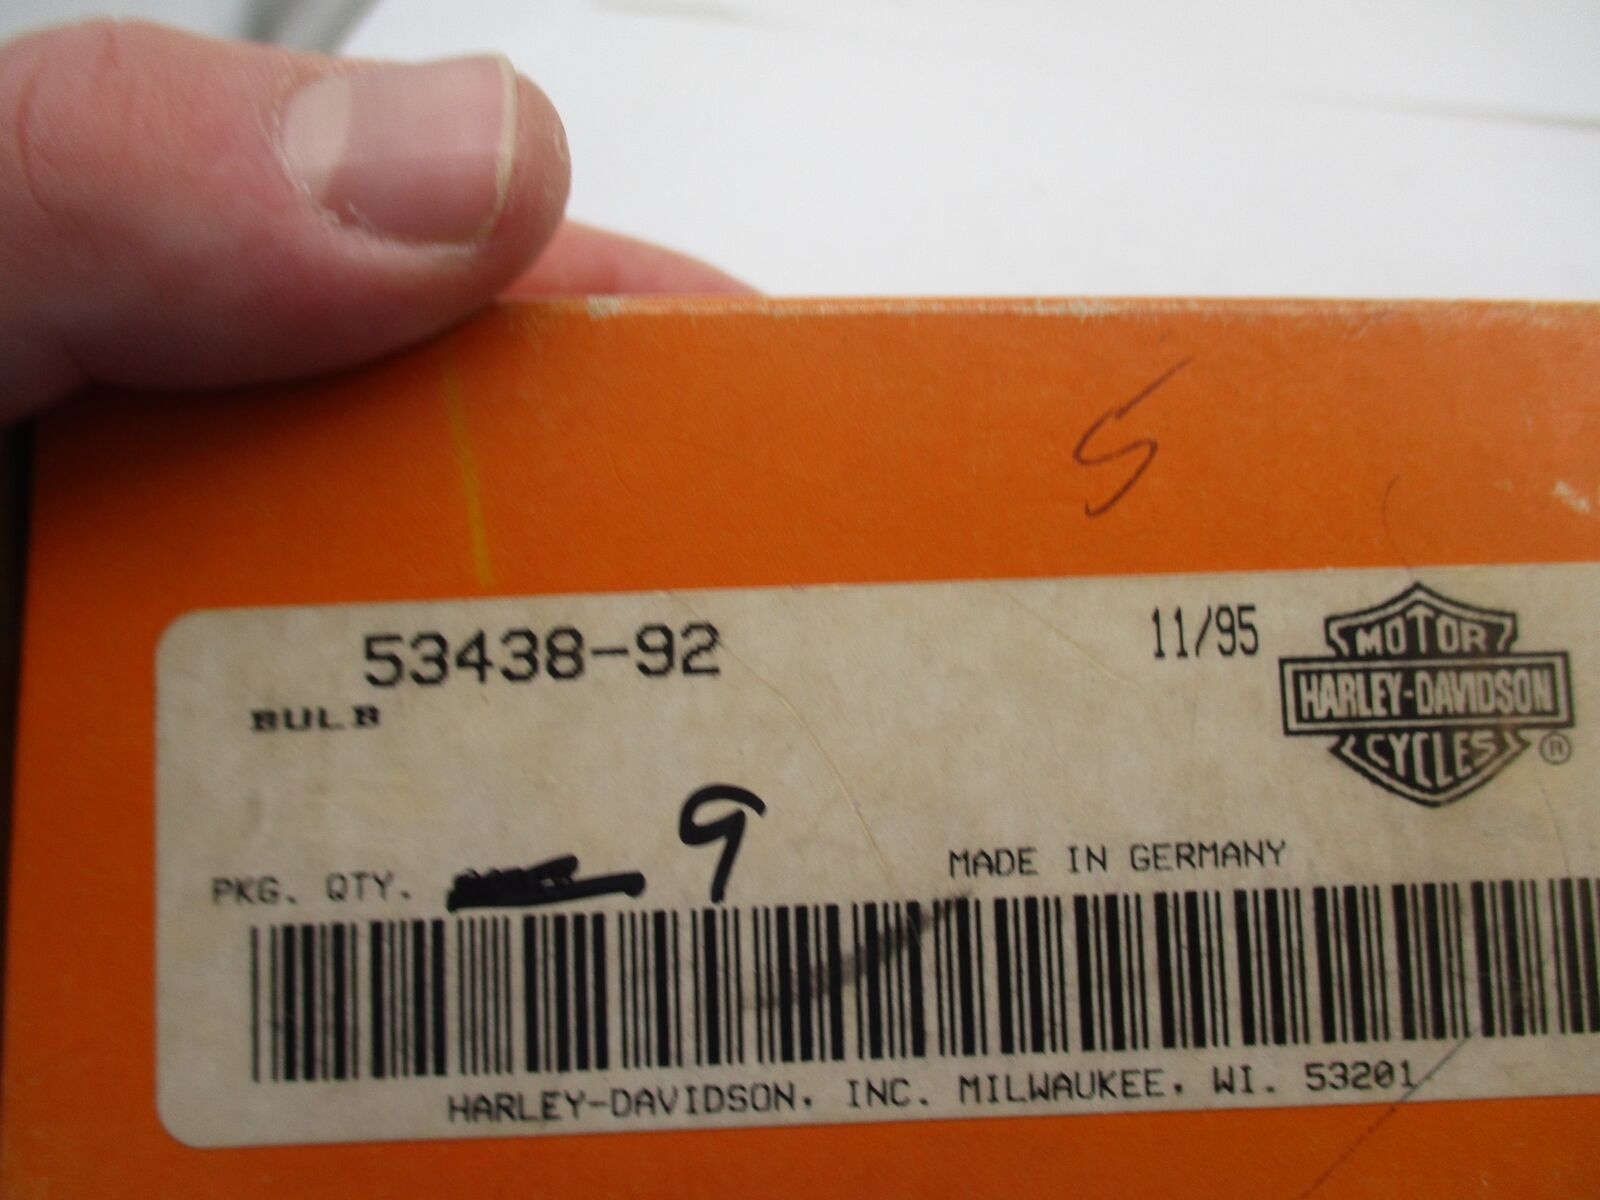 5
53438-92
11/95
BULB
MOTOR
HARLEY-DAVIDSON
CYCLES
®
PKG. QTY. 9
MADE IN GERMANY
HARLEY-DAVIDSON, INC. MILWAUKEE, WI. 53201